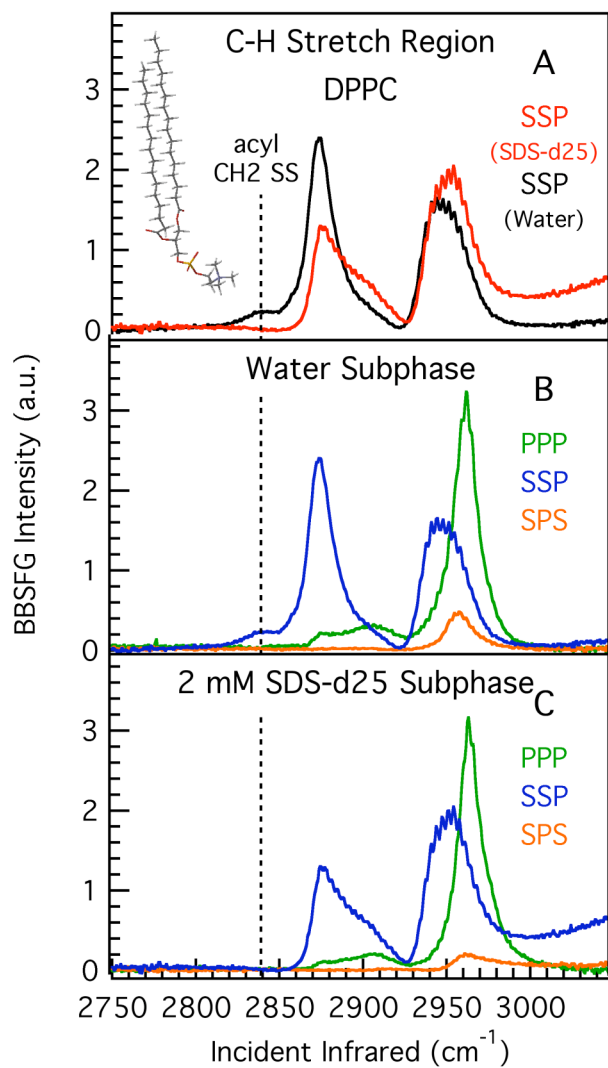 C-H Stretch Region
DPPC
A
acyl
CH2 SS
SSP
(SDS-d25)
SSP
(Water)
3
2
1
0
Water Subphase
B
PPP
SSP
SPS
3
2
1
0
BBSFG Intensity (a.u.)
2 mM SDS-d25 Subphase
C
PPP
SSP
SPS
3
2
1
0
2750 2800 2850 2900 2950 3000
Incident Infrared (cm⁻¹)